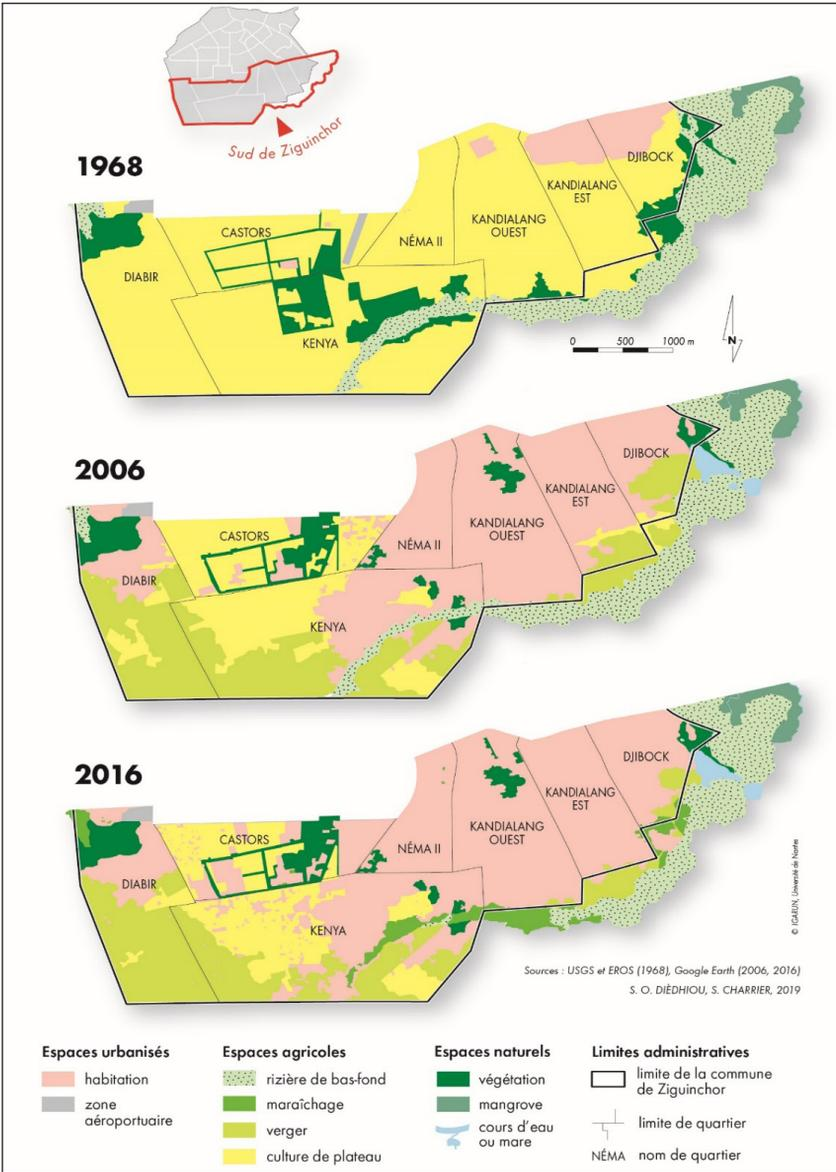 Sud de Ziguinchor
1968
DJIBOCK
KANDIALANG
EST
KANDIALANG
OUEST
NÉMA II
CASTORS
DIABIR
KENYA
0 500 1000 m
N
2006
DJIBOCK
KANDIALANG
EST
KANDIALANG
OUEST
NÉMA II
CASTORS
DIABIR
KENYA
2016
DJIBOCK
KANDIALANG
EST
KANDIALANG
OUEST
NÉMA II
CASTORS
DIABIR
KENYA
© IGARUN, Université de Nantes
Sources : USGS et EROS (1968), Google Earth (2006, 2016)
S. O. DIÈDHIOU, S. CHARRIER, 2019
Espaces urbanisés
habitation
zone
aéroportuaire
Espaces agricoles
rizière de bas-fond
maraîchage
verger
culture de plateau
Espaces naturels
végétation
mangrove
cours d'eau
ou mare
Limites administratives
limite de la commune
de Ziguinchor
limite de quartier
NÉMA nom de quartier